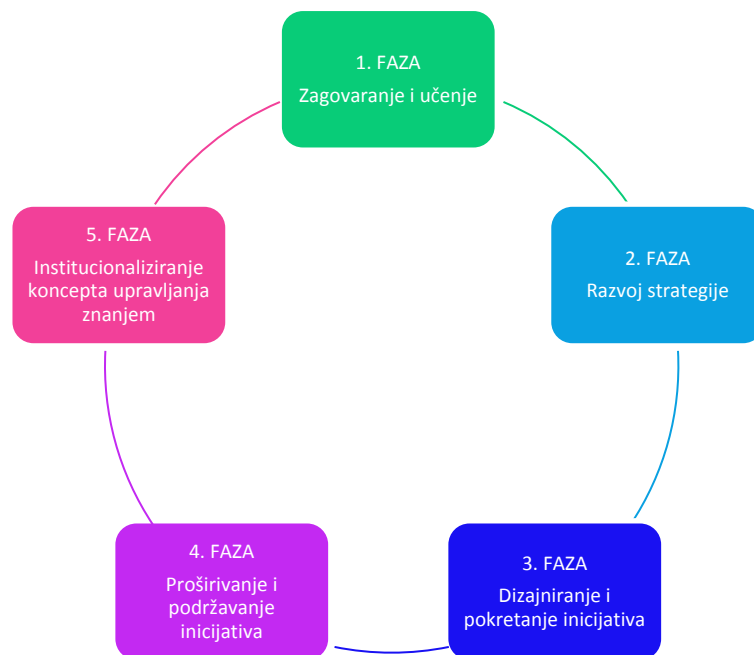 1. FAZA
Zagovaranje i učenje
2. FAZA
Razvoj strategije
3. FAZA
Dizajniranje i
pokretanje inicijativa
4. FAZA
Proširivanje i
podržavanje
inicijativa
5. FAZA
Institucionaliziranje
koncepta upravljanja
znanjem